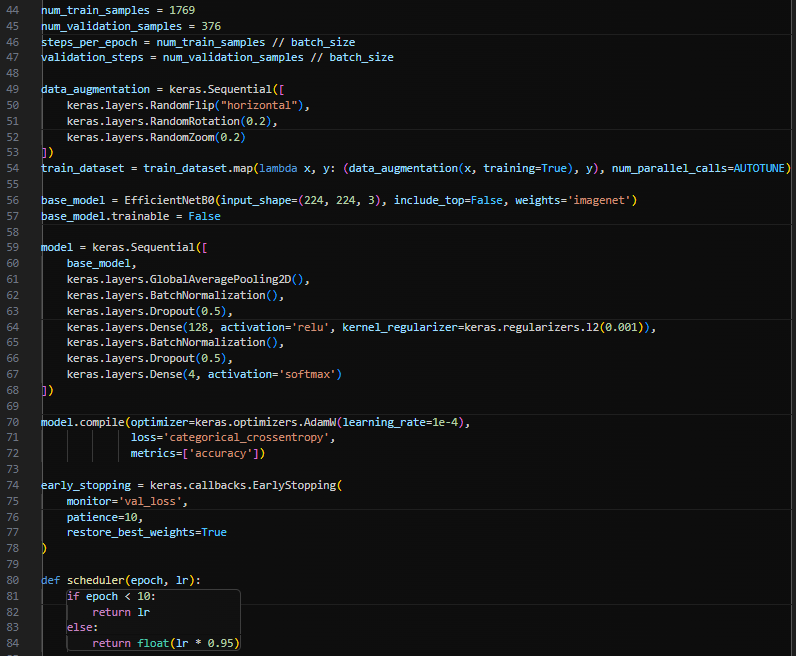 44 num_train_samples = 1769
45 num_validation_samples = 376
46 steps_per_epoch = num_train_samples // batch_size
47 validation_steps = num_validation_samples // batch_size
48
49 data_augmentation = keras.Sequential([
50     keras.layers.RandomFlip("horizontal"),
51     keras.layers.RandomRotation(0.2),
52     keras.layers.RandomZoom(0.2)
53 ])
54 train_dataset = train_dataset.map(lambda x, y: (data_augmentation(x, training=True), y), num_parallel_calls=AUTOTUNE)
55
56 base_model = EfficientNetB0(input_shape=(224, 224, 3), include_top=False, weights='imagenet')
57 base_model.trainable = False
58
59 model = keras.Sequential([
60     base_model,
61     keras.layers.GlobalAveragePooling2D(),
62     keras.layers.BatchNormalization(),
63     keras.layers.Dropout(0.5),
64     keras.layers.Dense(128, activation='relu', kernel_regularizer=keras.regularizers.l2(0.001)),
65     keras.layers.BatchNormalization(),
66     keras.layers.Dropout(0.5),
67     keras.layers.Dense(4, activation='softmax')
68 ])
69
70 model.compile(optimizer=keras.optimizers.AdamW(learning_rate=1e-4),
71               loss='categorical_crossentropy',
72               metrics=['accuracy'])
73
74 early_stopping = keras.callbacks.EarlyStopping(
75     monitor='val_loss',
76     patience=10,
77     restore_best_weights=True
78 )
79
80 def scheduler(epoch, lr):
81     if epoch < 10:
82         return lr
83     else:
84         return float(lr * 0.95)